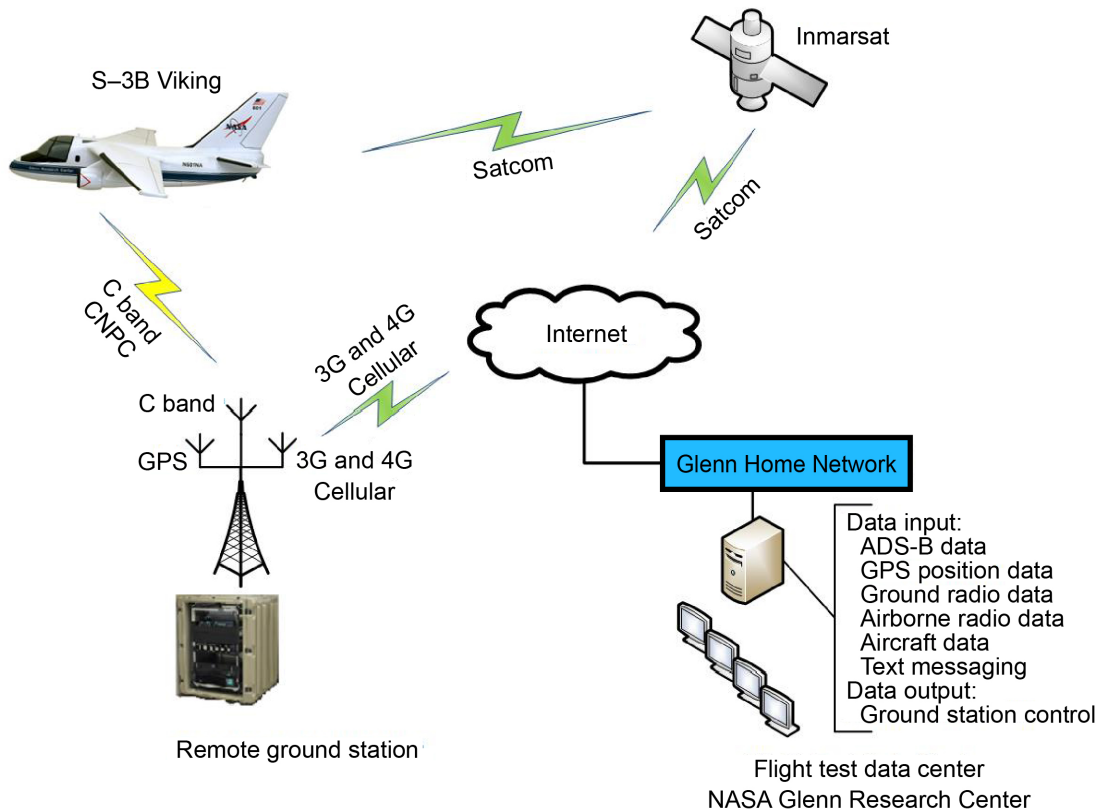 Inmarsat
S–3B Viking
NASA
Satcom
Satcom
C band
CNPC
Internet
3G and 4G
Cellular
C band
GPS
3G and 4G
Cellular
Glenn Home Network
Data input:
ADS-B data
GPS position data
Ground radio data
Airborne radio data
Aircraft data
Text messaging
Data output:
Ground station control
Remote ground station
Flight test data center
NASA Glenn Research Center